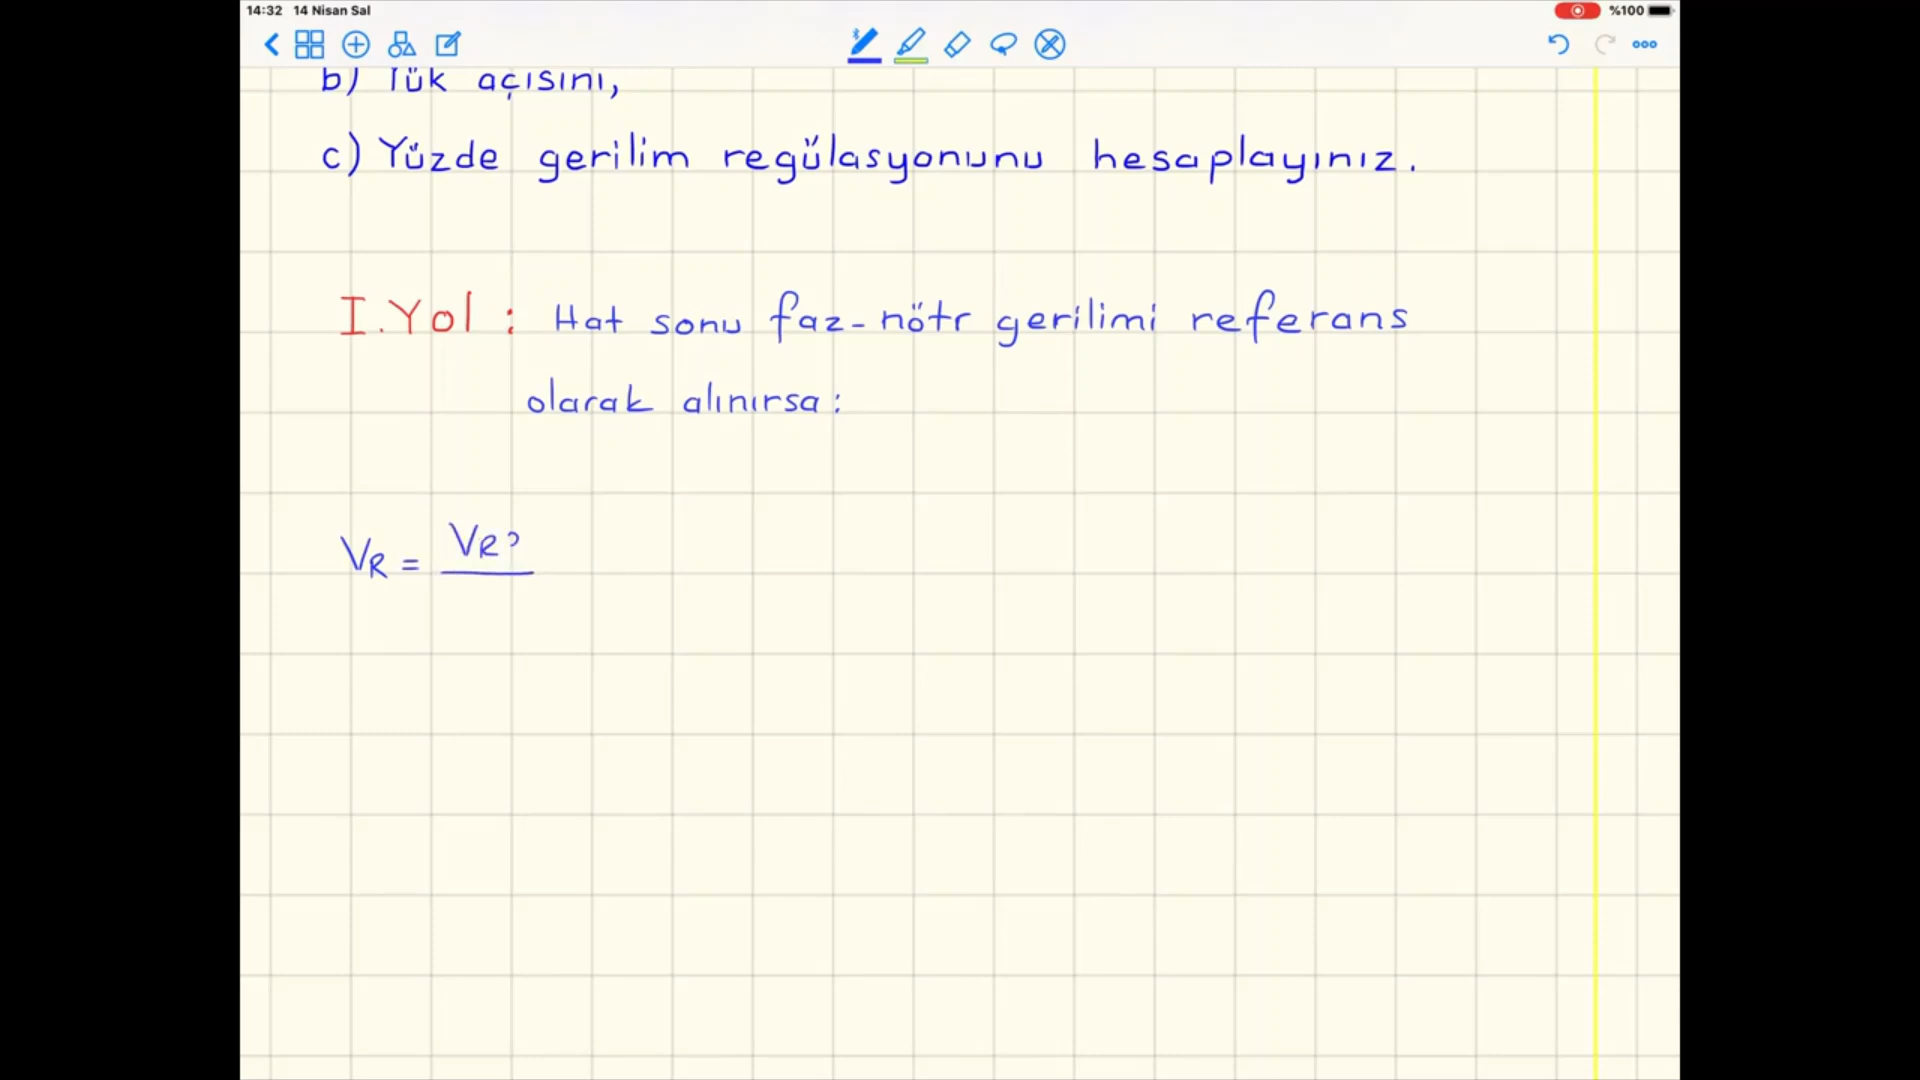 14:32 14 Nisan Sal %100
b) Yük açısını,
c) Yüzde gerilim regülasyonunu hesaplayınız.
I. Yol : Hat sonu faz-nötr gerilimi referans
olarak alınırsa:
VR = VR